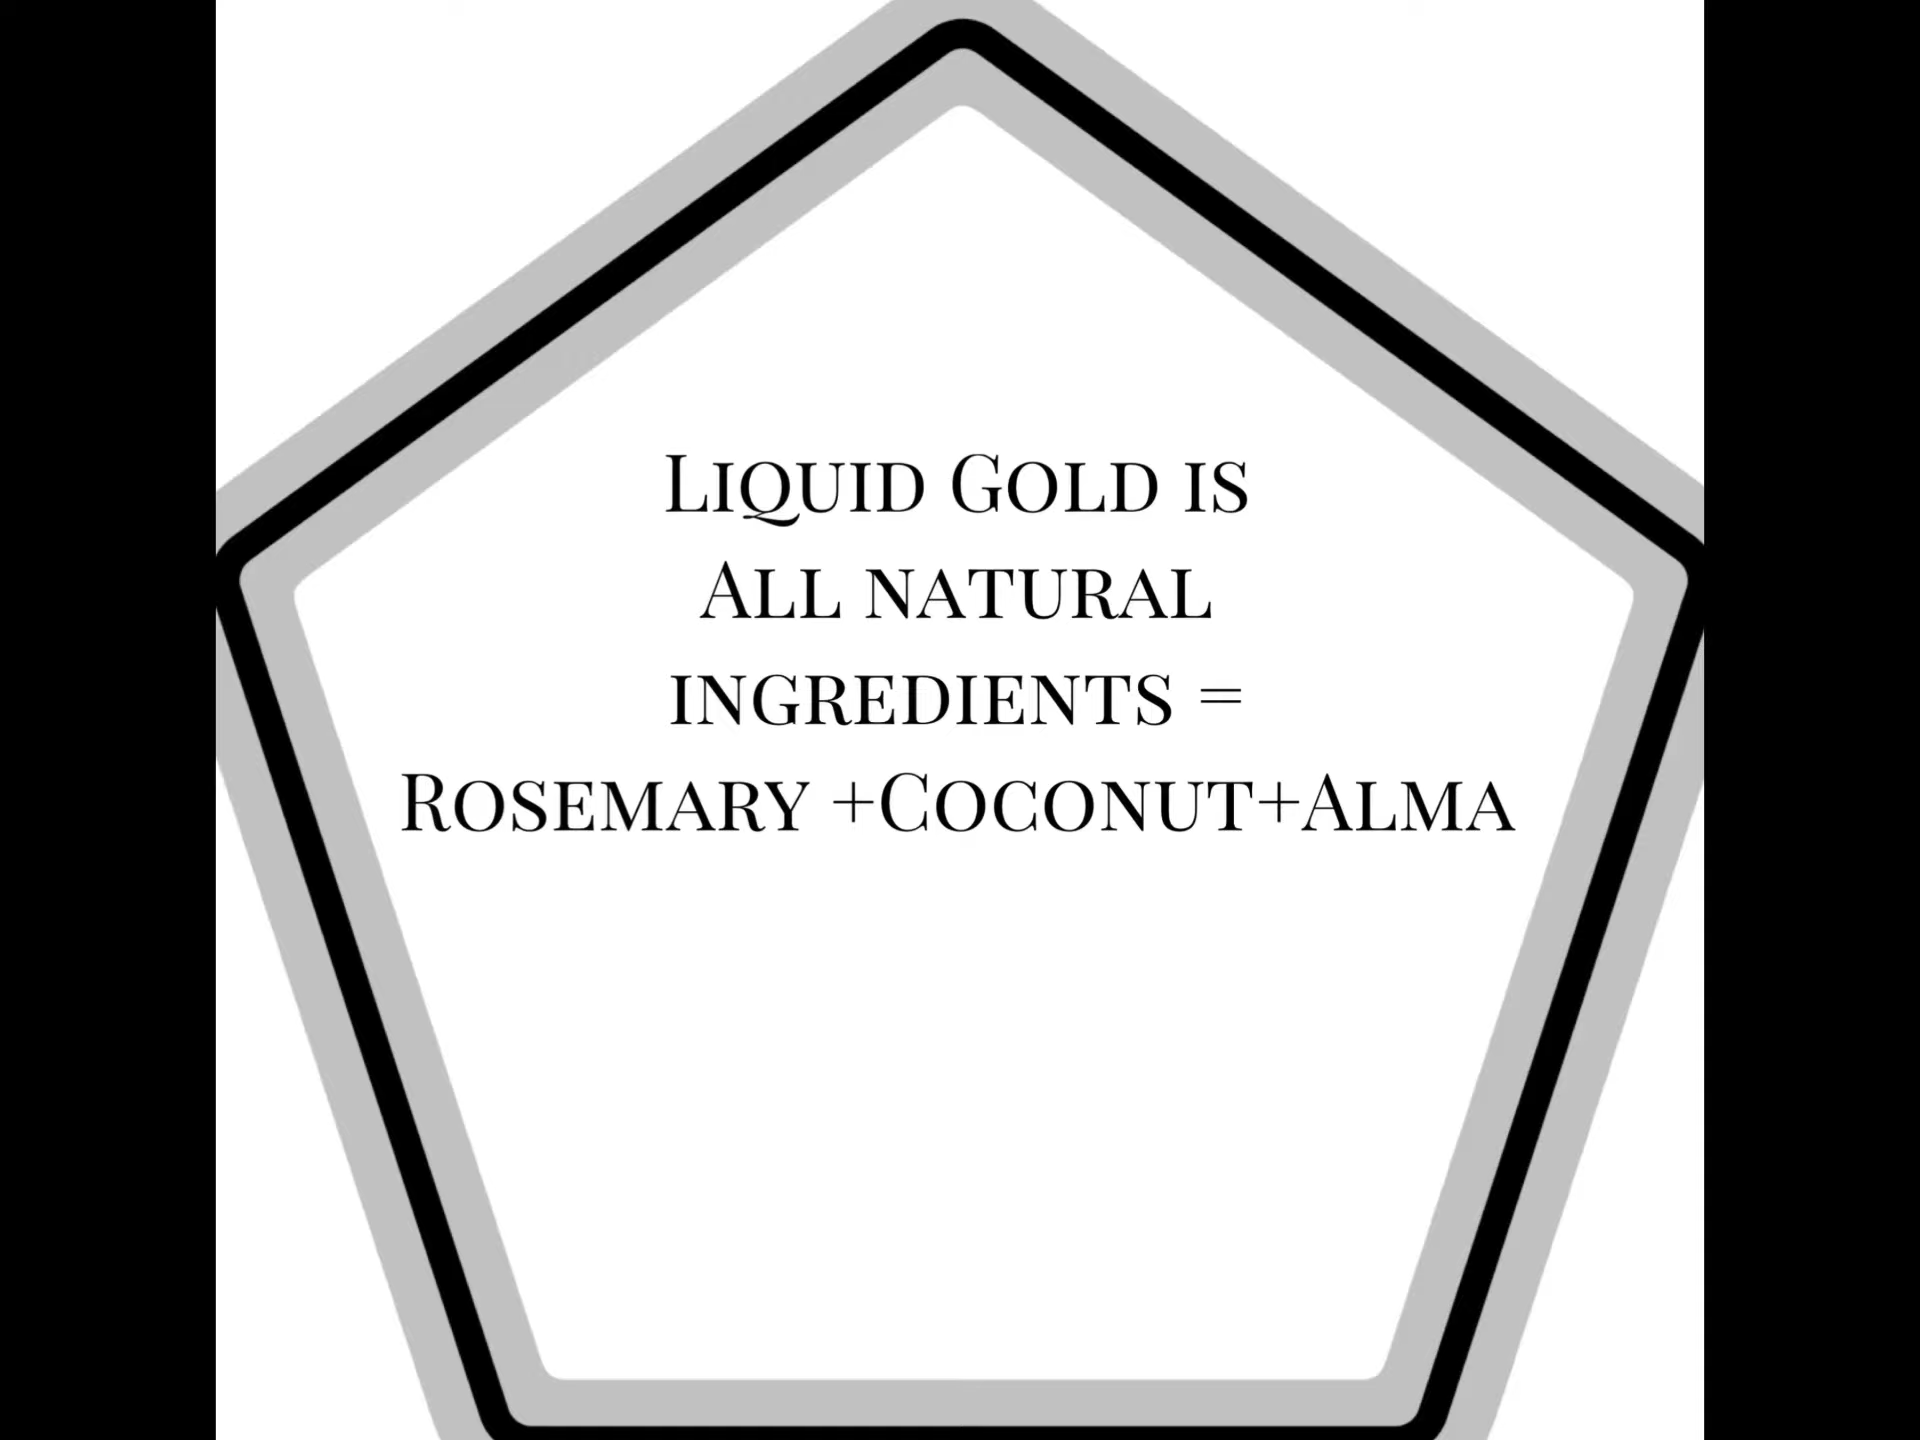 Liquid Gold is
All natural
ingredients =
Rosemary +Coconut+Alma